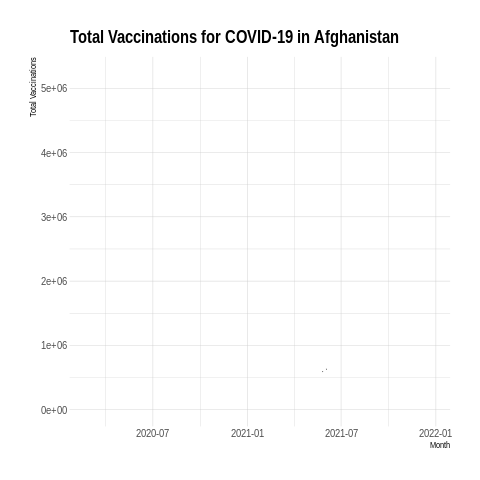 Total Vaccinations for COVID-19 in Afghanistan
Total Vaccinations
5e+06
4e+06
3e+06
2e+06
1e+06
0e+00
2020-07 2021-01 2021-07 2022-01
Month